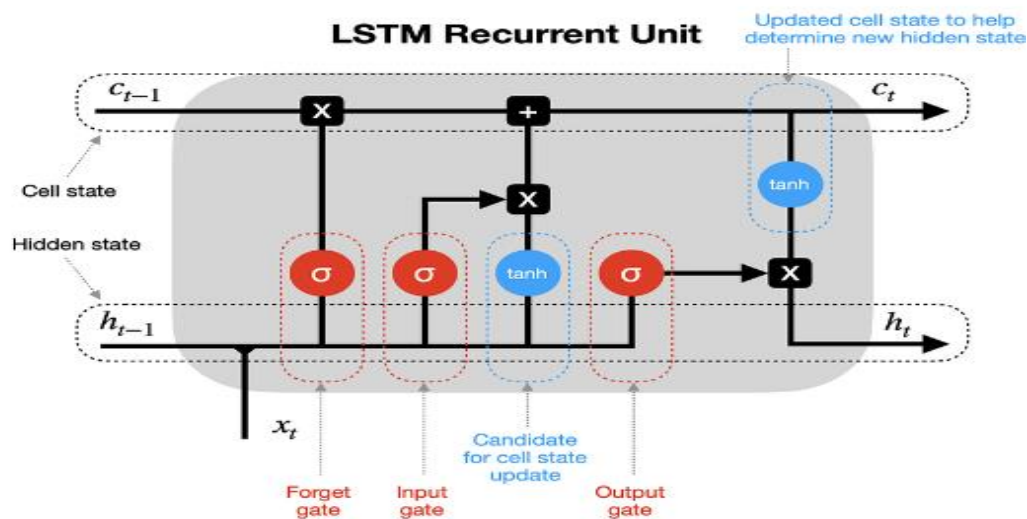 Updated cell state to help
LSTM Recurrent Unit
determine new hidden state
c_{t-1}
c_t
x
+
Cell state
x
tanh
Hidden state
σ
σ
tanh
σ
x
h_{t-1}
h_t
x_t
Candidate
for cell state
update
Forget
gate
Input
gate
Output
gate